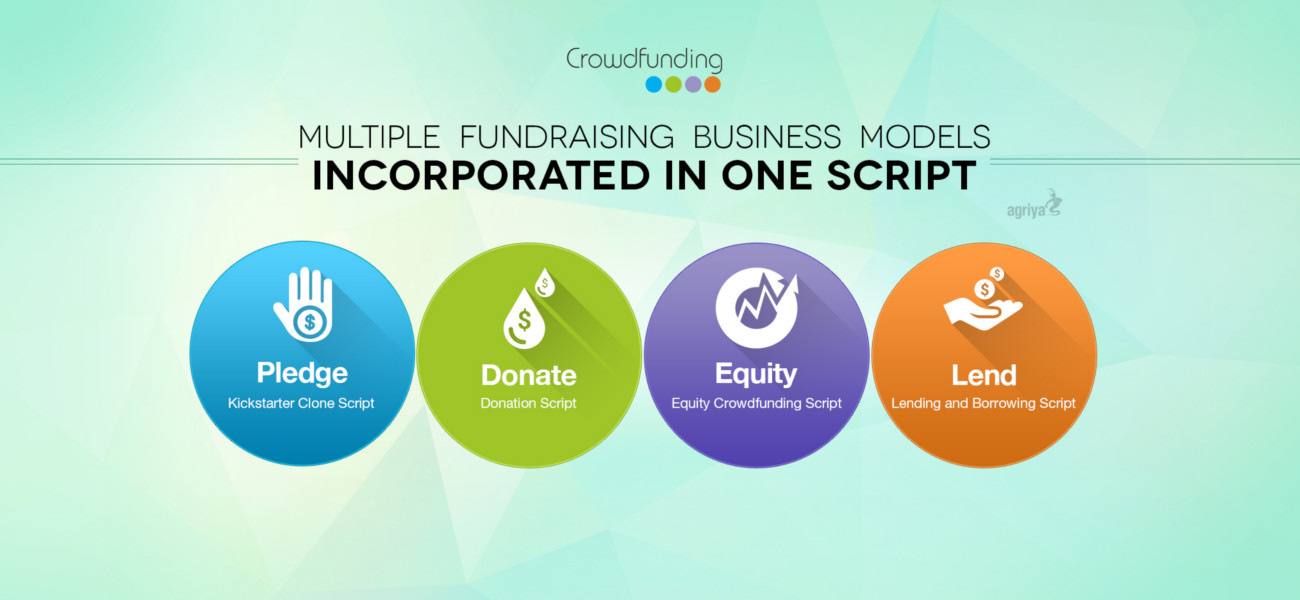 Crowdfunding
MULTIPLE FUNDRAISING BUSINESS MODELS
INCORPORATED IN ONE SCRIPT
agriya
$
$ $
$ $
Pledge Donate Equity Lend
Kickstarter Clone Script Donation Script Equity Crowdfunding Script Lending and Borrowing Script